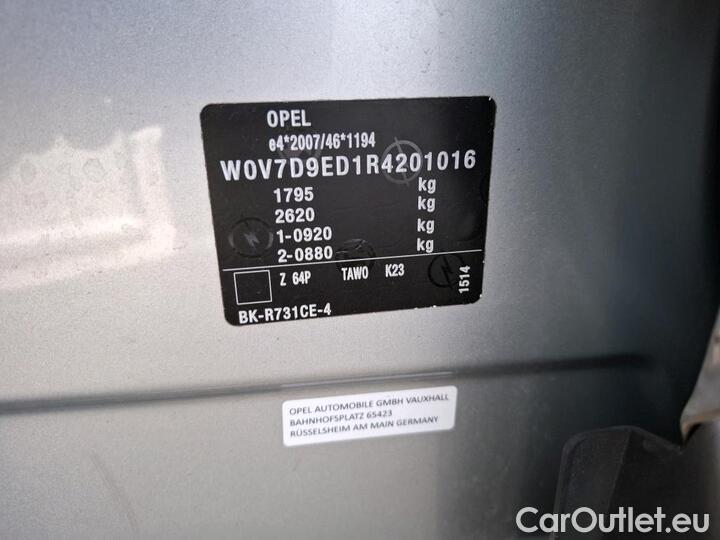 OPEL
e4*2007/46*1194
W0V7D9ED1R4201016
1795 kg
2620 kg
1-0920 kg
2-0880 kg
Z 64P TAWO K23
1514
BK-R731CE-4
OPEL AUTOMOBILE GMBH VAUXHALL
BAHNHOFSPLATZ 65423
RÜSSELSHEIM AM MAIN GERMANY
CarOutlet.eu